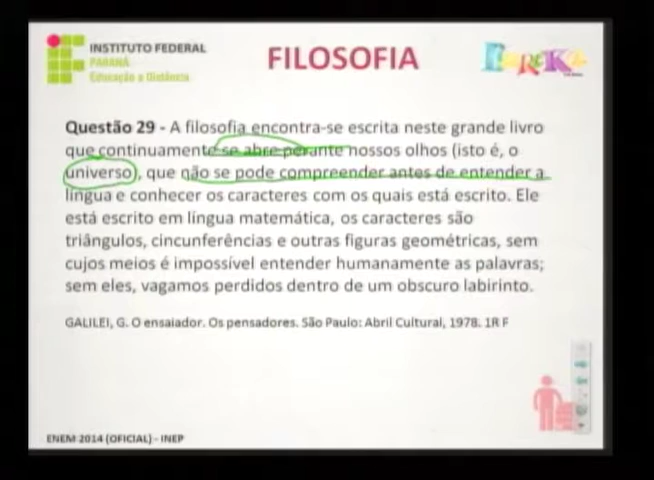 INSTITUTO FEDERAL
PARANÁ
Educação a Distância
FILOSOFIA
EUREKA
Questão 29 - A filosofia encontra-se escrita neste grande livro
que continuamente se abre perante nossos olhos (isto é, o
universo), que não se pode compreender antes de entender a
língua e conhecer os caracteres com os quais está escrito. Ele
está escrito em língua matemática, os caracteres são
triângulos, cincunferências e outras figuras geométricas, sem
cujos meios é impossível entender humanamente as palavras;
sem eles, vagamos perdidos dentro de um obscuro labirinto.
GALILEI, G. O ensaiador. Os pensadores. São Paulo: Abril Cultural, 1978. 1R F
ENEM 2014 (OFICIAL) - INEP